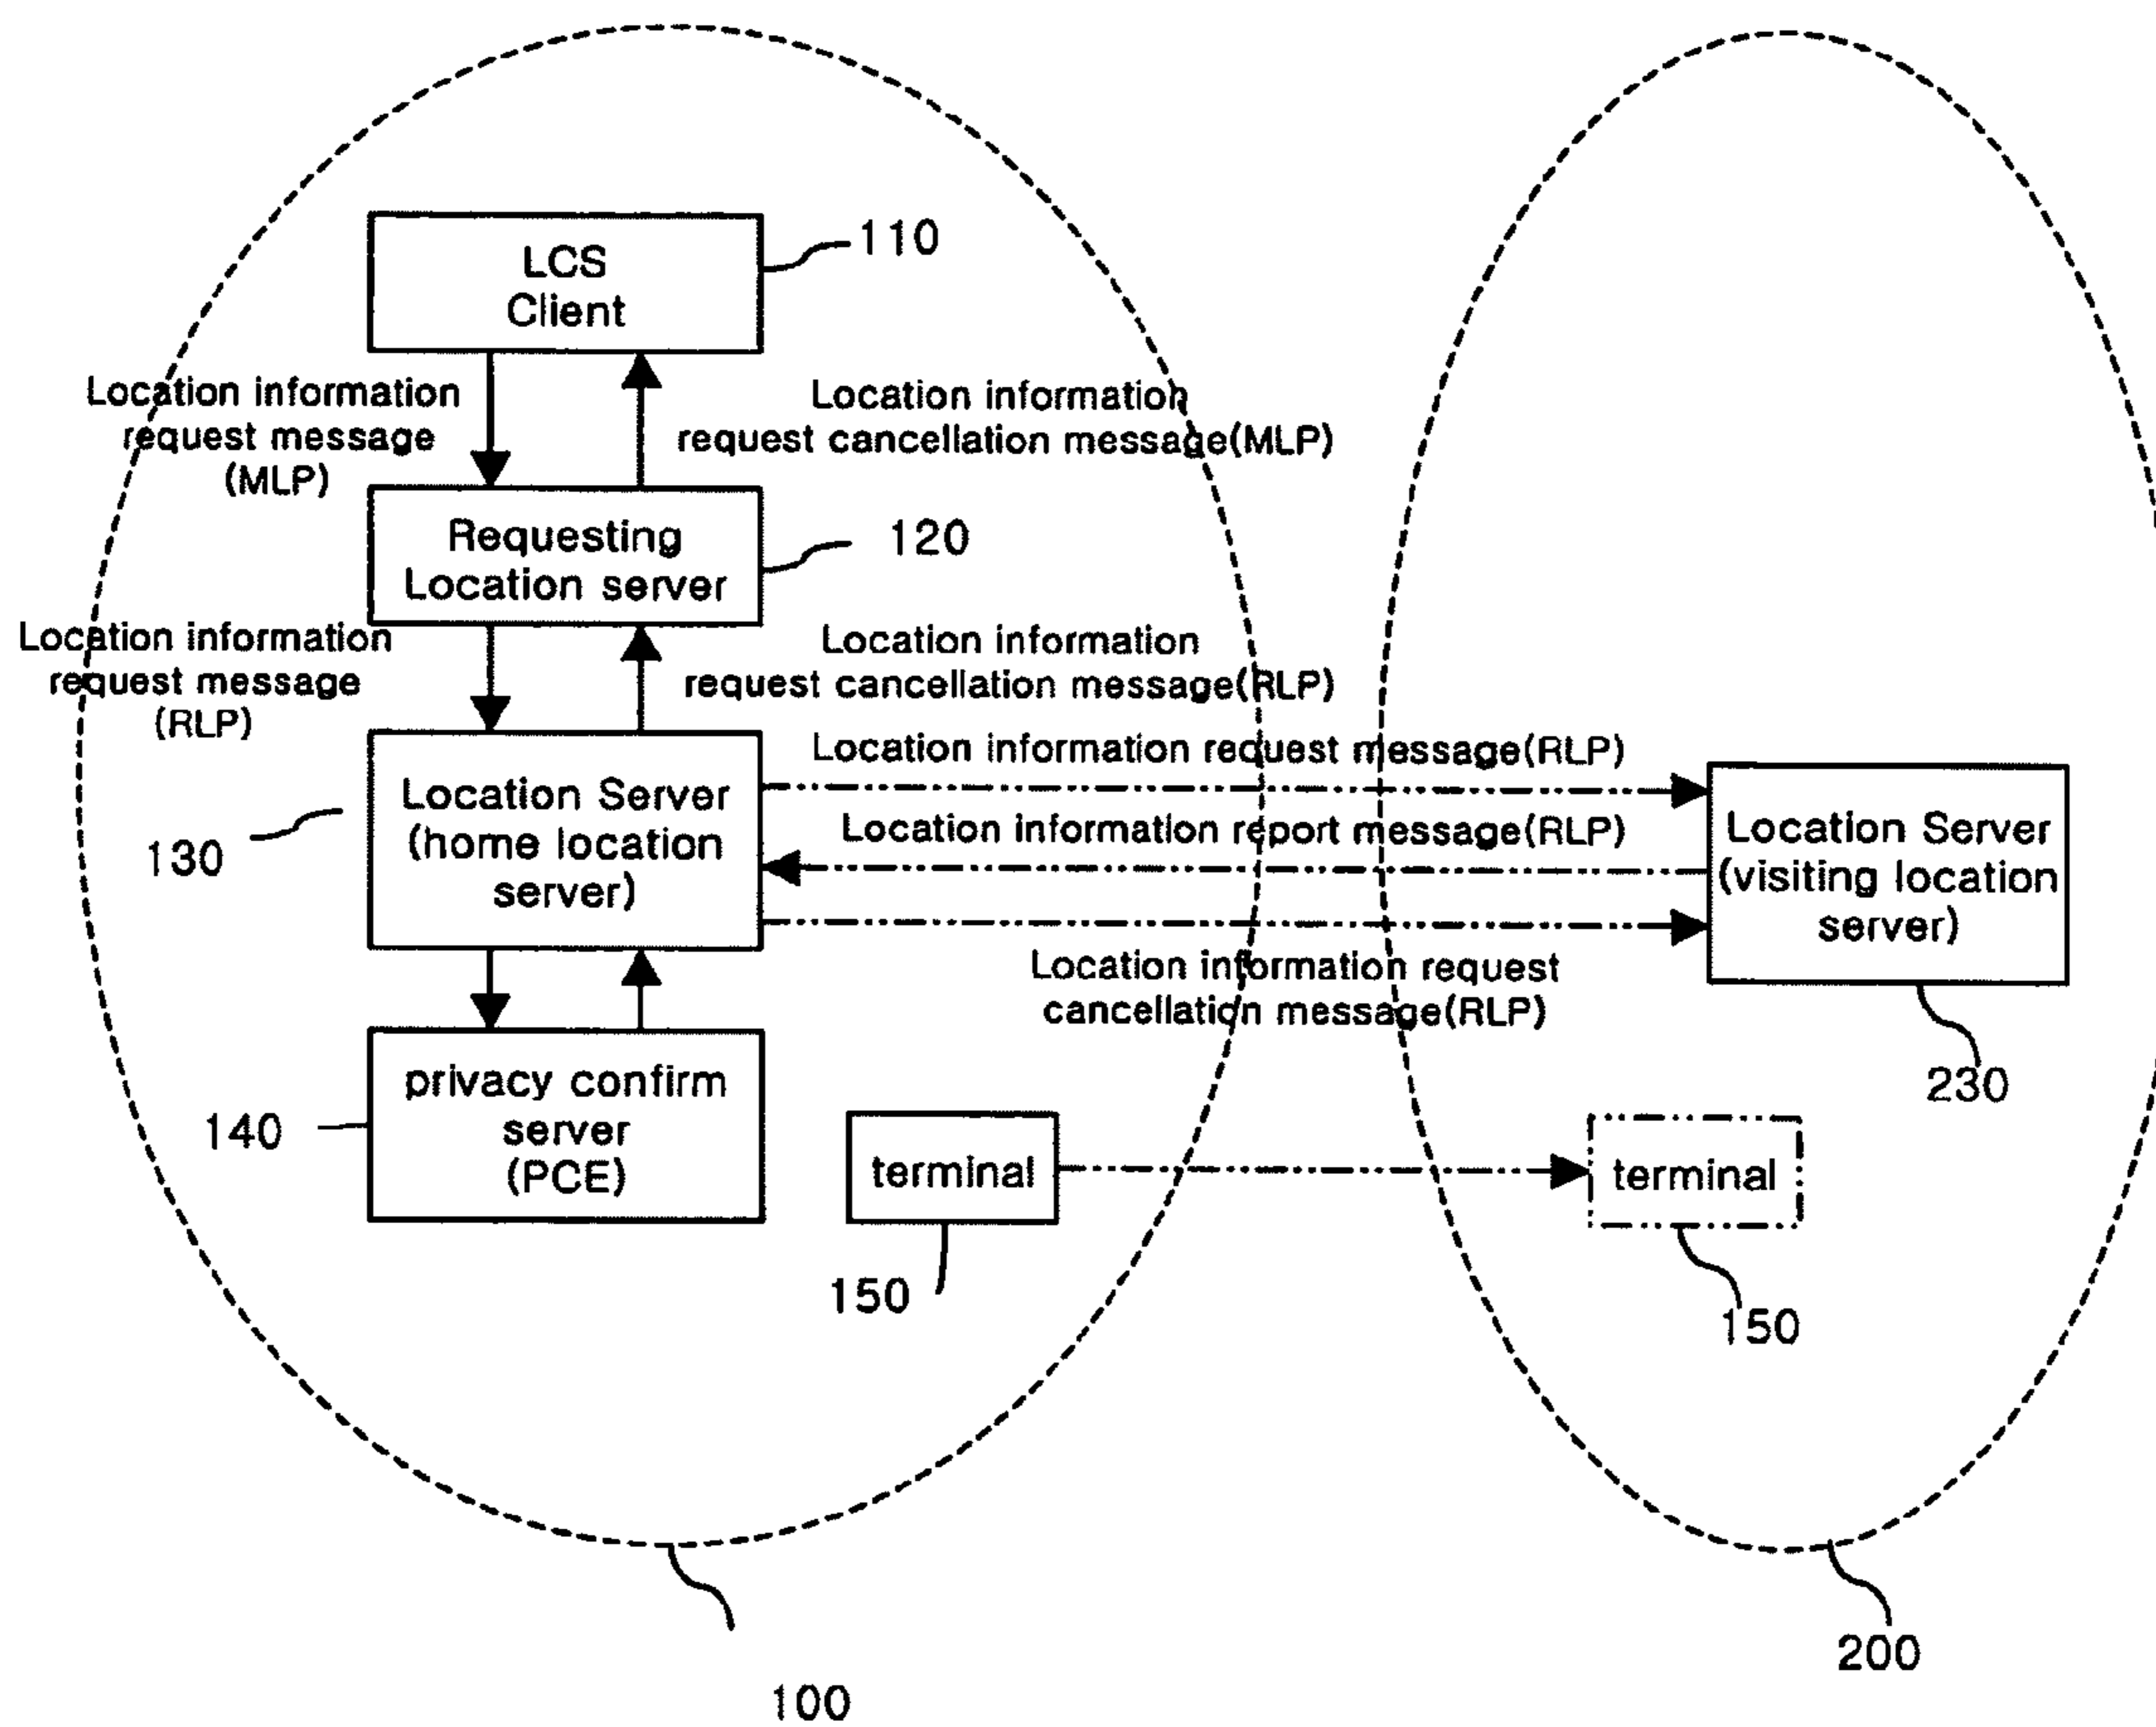 LCS
Client
110
Location information
request message
(MLP)
Location information
request cancellation message(MLP)
Requesting
Location server
120
Location information
request message
(RLP)
Location information
request cancellation message(RLP)
Location Server
(home location
server)
130
Location information request message(RLP)
Location information report message(RLP)
Location information request
cancellation message(RLP)
Location Server
(visiting location
server)
230
privacy confirm
server
(PCE)
140
terminal
150
terminal
150
100
200